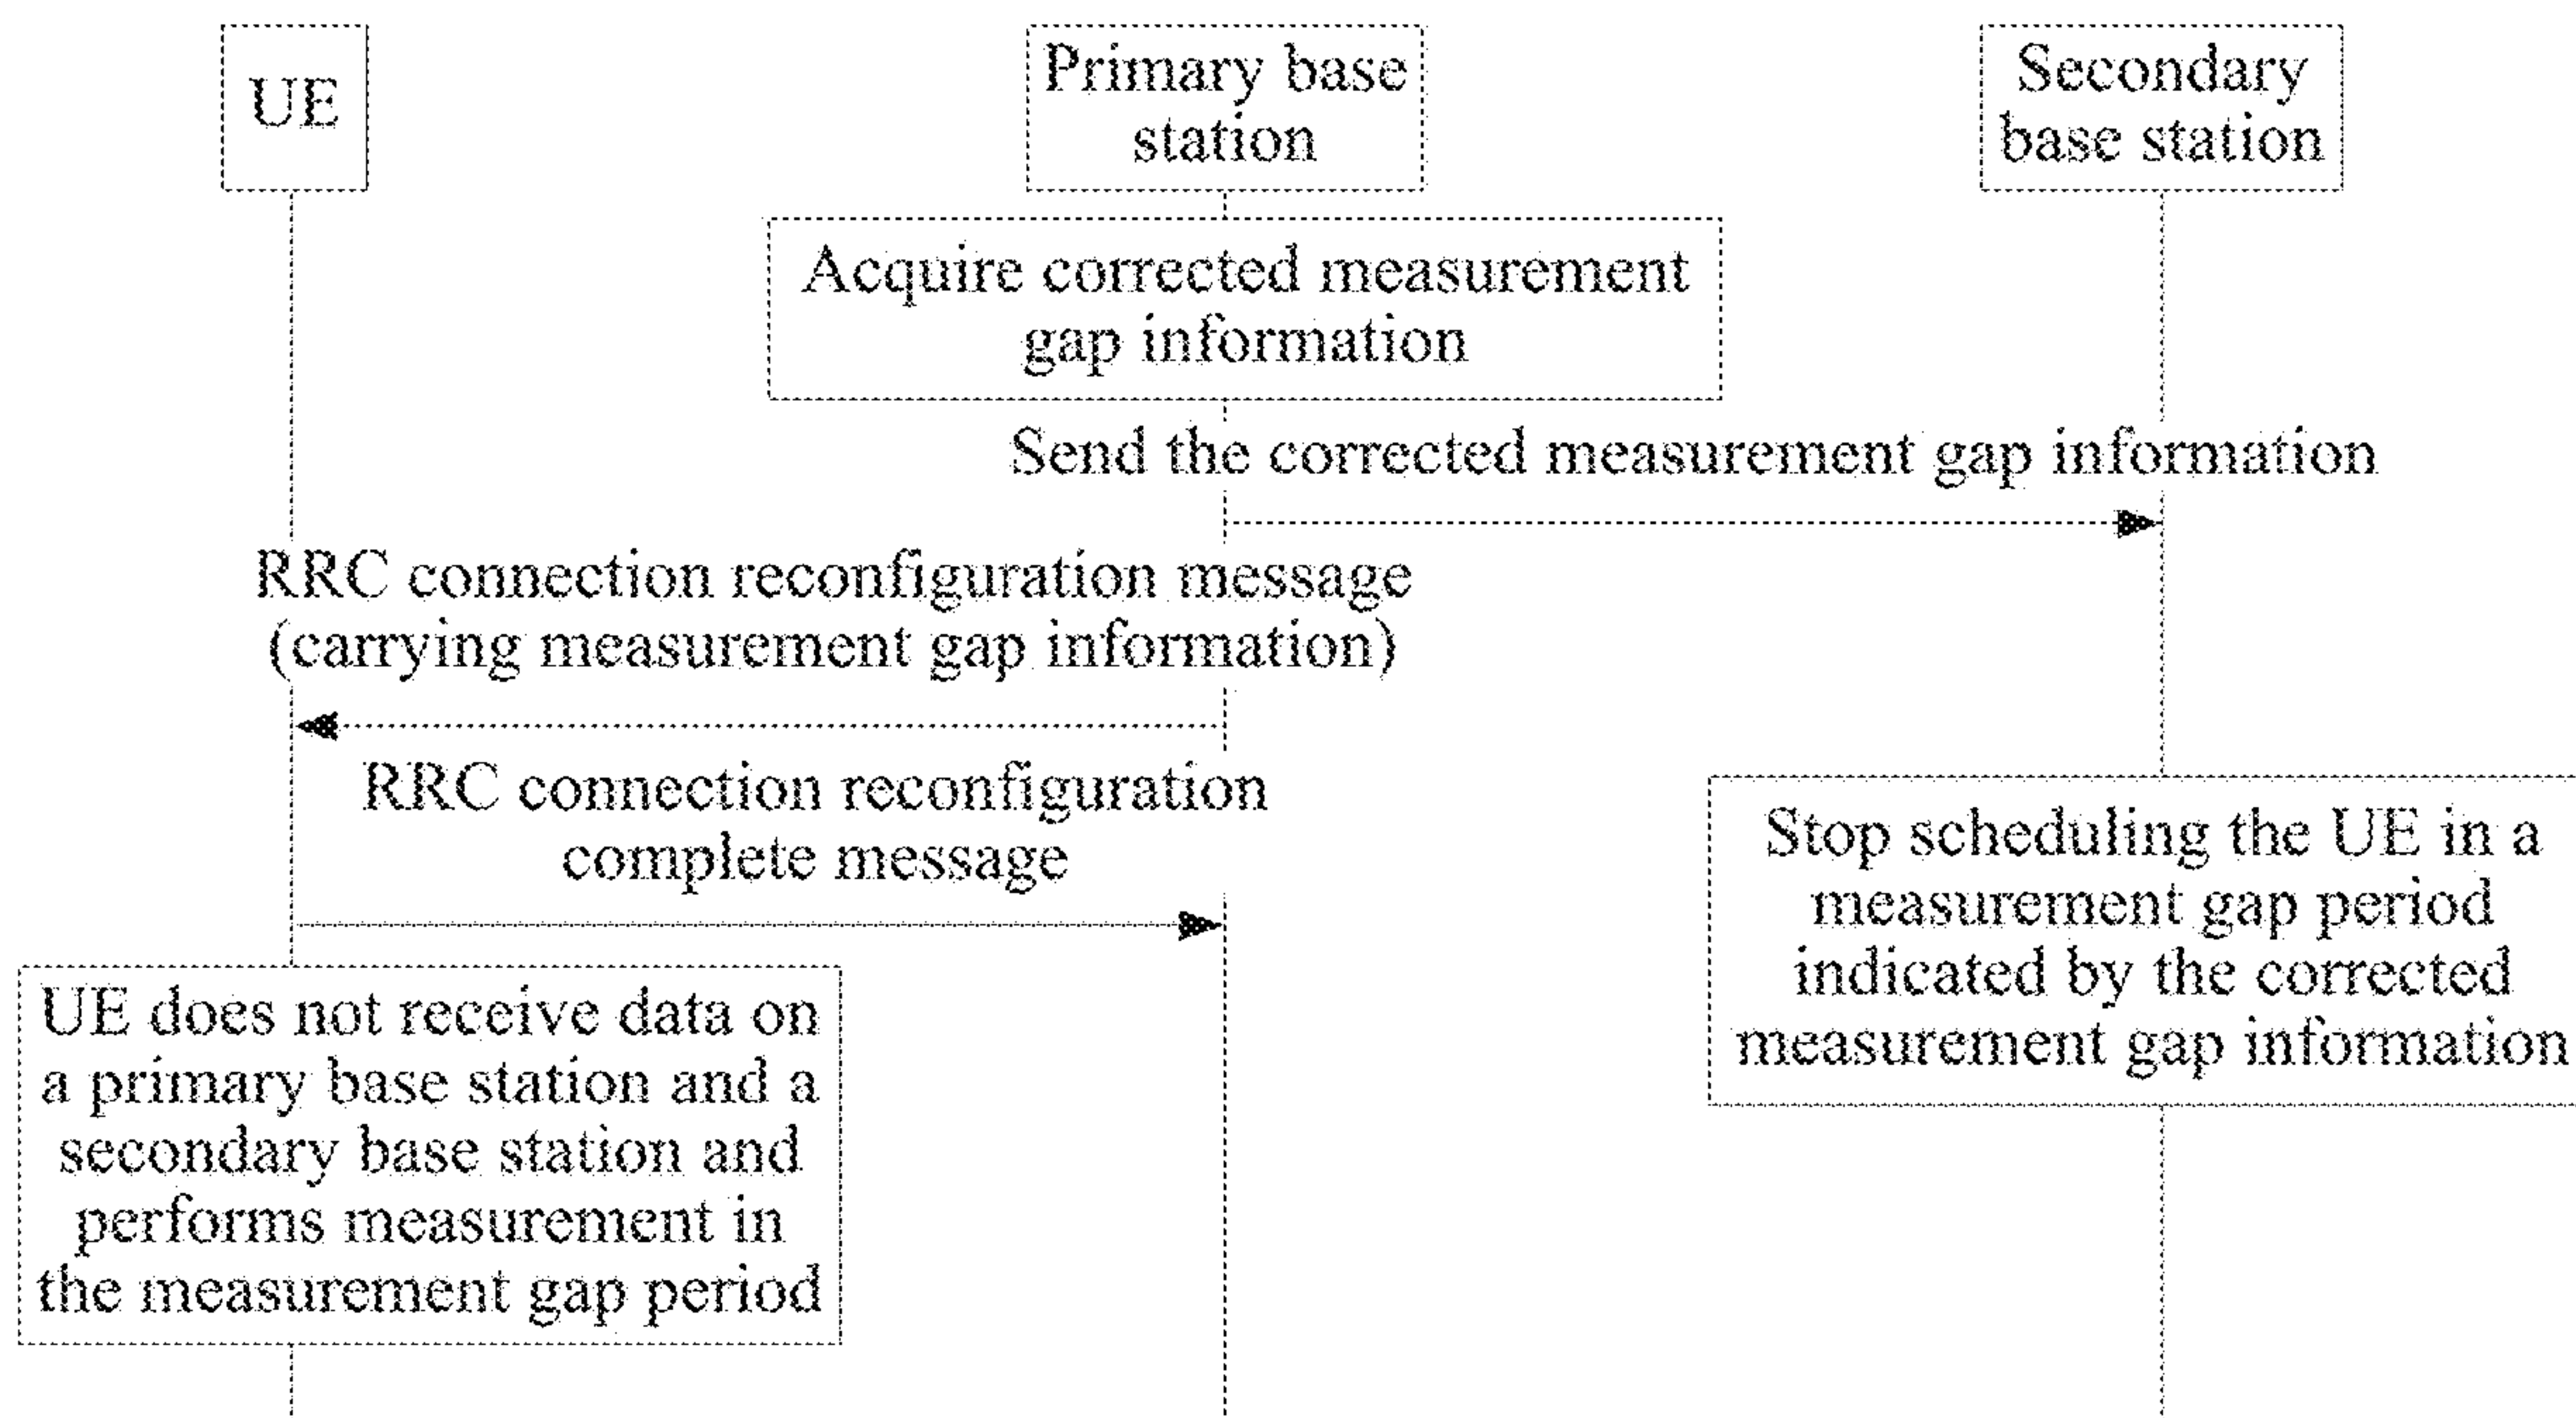 UE
Primary base
station
Secondary
base station
Acquire corrected measurement
gap information
Send the corrected measurement gap information
RRC connection reconfiguration message
(carrying measurement gap information)
RRC connection reconfiguration
complete message
Stop scheduling the UE in a
measurement gap period
indicated by the corrected
measurement gap information
UE does not receive data on
a primary base station and a
secondary base station and
performs measurement in
the measurement gap period